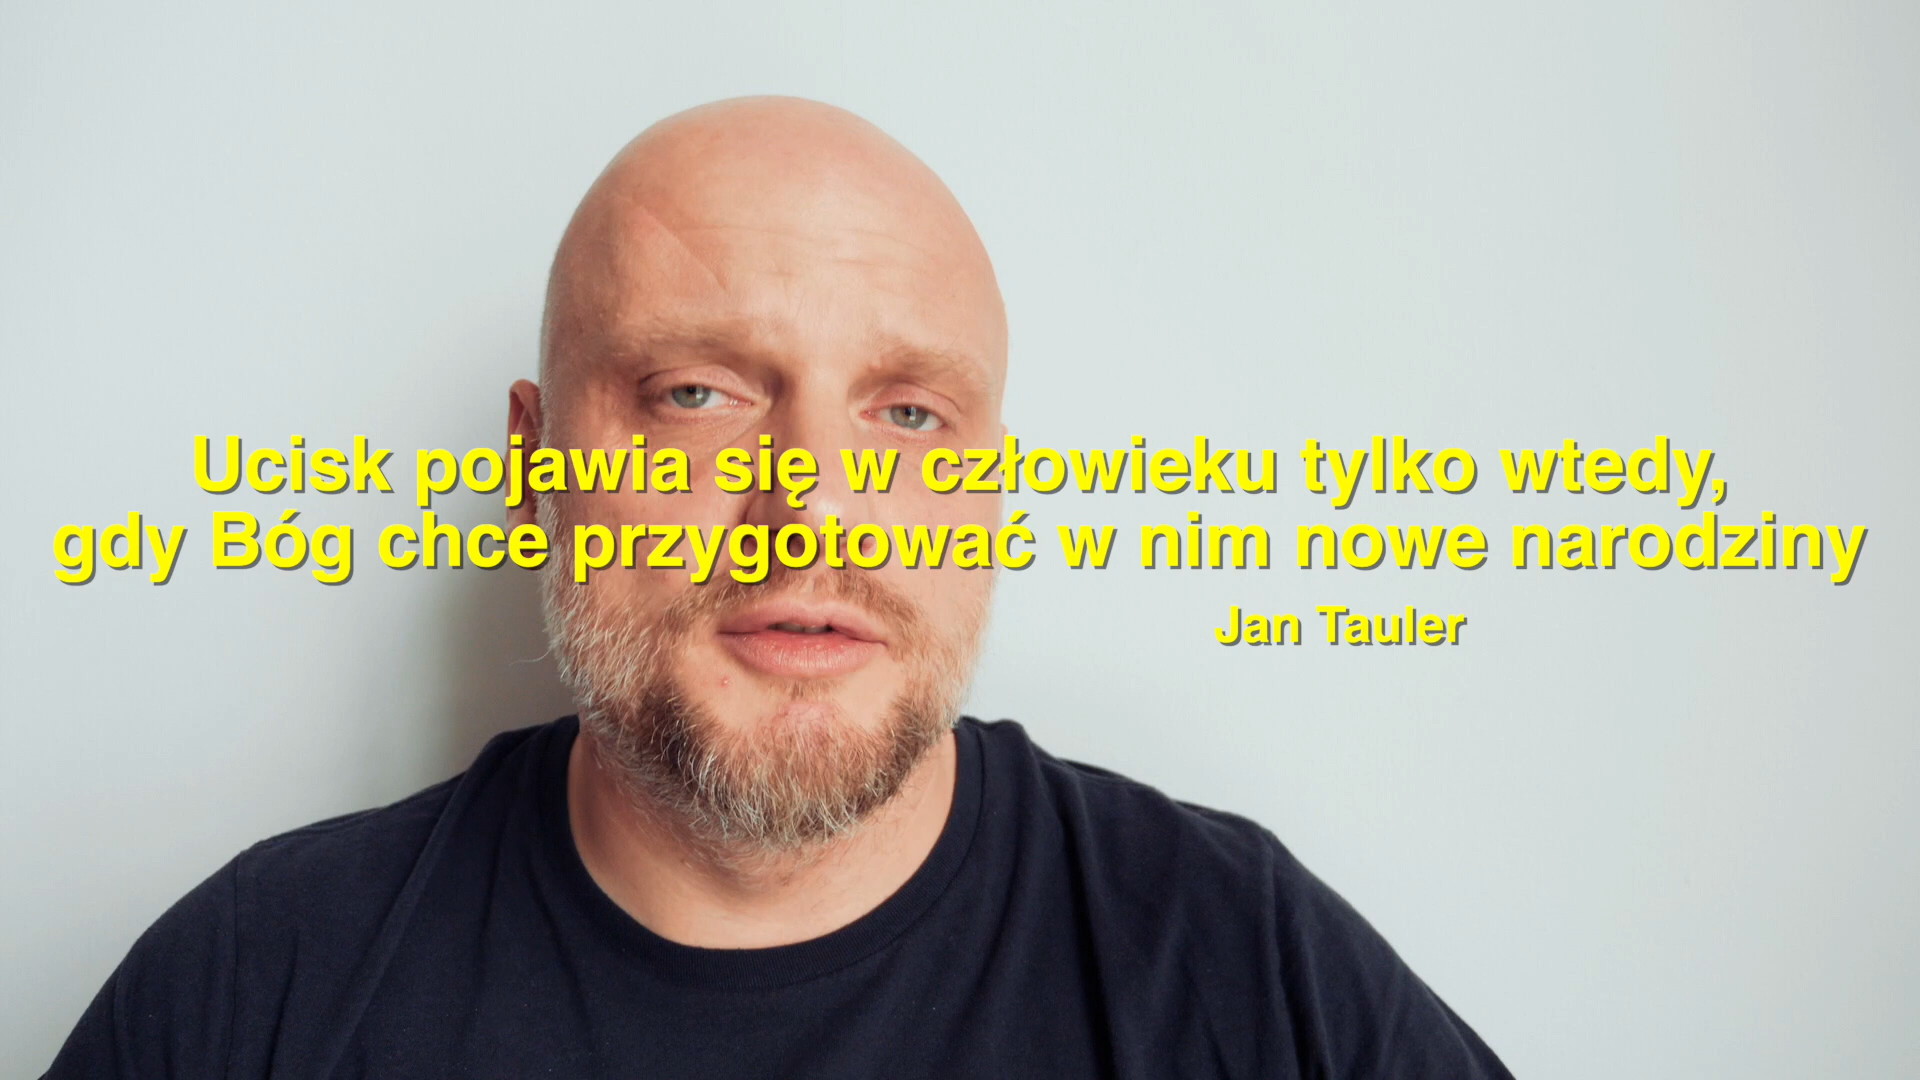 Ucisk pojawia się w człowieku tylko wtedy,
gdy Bóg chce przygotować w nim nowe narodziny
Jan Tauler